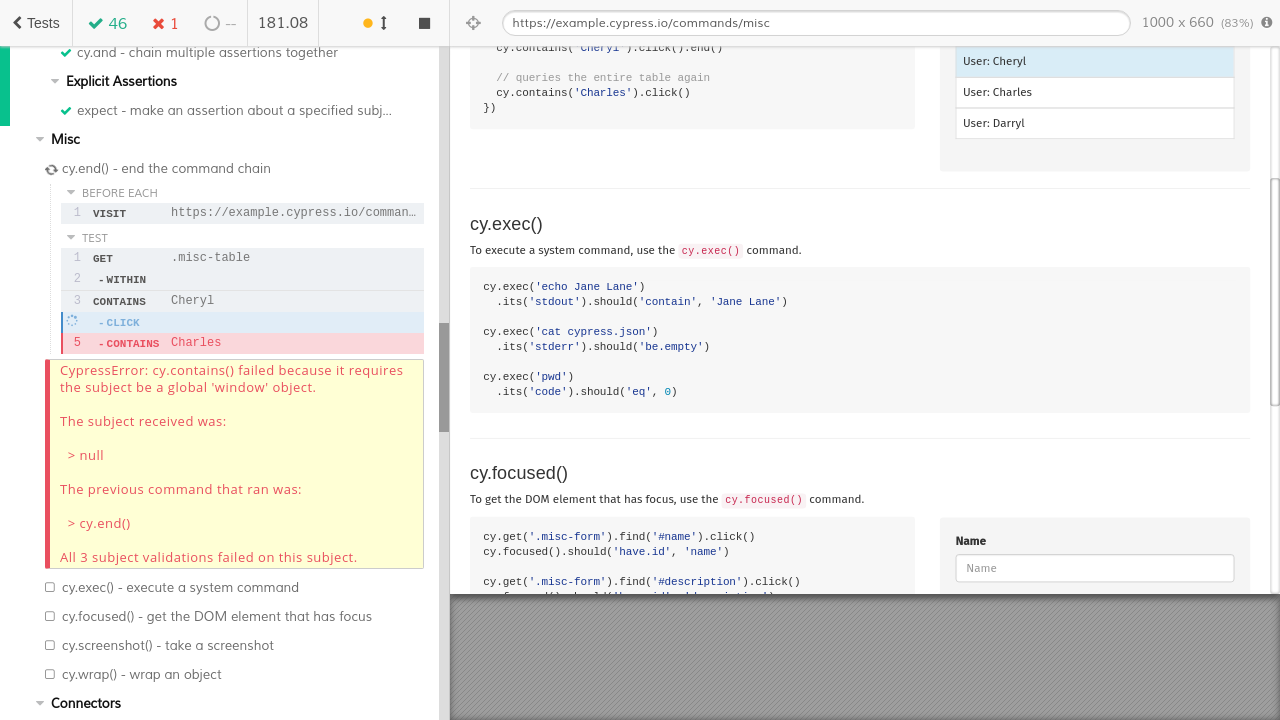 Tests
46
1
--
181.08
https://example.cypress.io/commands/misc
1000 x 660 (83%)
cy.and - chain multiple assertions together
Explicit Assertions
expect - make an assertion about a specified subj...
Misc
cy.end() - end the command chain
BEFORE EACH
1 VISIT https://example.cypress.io/comman…
TEST
1 GET .misc-table
2 - WITHIN
3 CONTAINS Cheryl
- CLICK
5 - CONTAINS Charles
CypressError: cy.contains() failed because it requires
the subject be a global 'window' object.
The subject received was:
> null
The previous command that ran was:
> cy.end()
All 3 subject validations failed on this subject.
cy.exec() - execute a system command
cy.focused() - get the DOM element that has focus
cy.screenshot() - take a screenshot
cy.wrap() - wrap an object
Connectors
cy.contains('Cheryl').click().end()
// queries the entire table again
cy.contains('Charles').click()
})
User: Cheryl
User: Charles
User: Darryl
cy.exec()
To execute a system command, use the cy.exec() command.
cy.exec('echo Jane Lane')
.its('stdout').should('contain', 'Jane Lane')
cy.exec('cat cypress.json')
.its('stderr').should('be.empty')
cy.exec('pwd')
.its('code').should('eq', 0)
cy.focused()
To get the DOM element that has focus, use the cy.focused() command.
cy.get('.misc-form').find('#name').click()
cy.focused().should('have.id', 'name')
cy.get('.misc-form').find('#description').click()
Name
Name